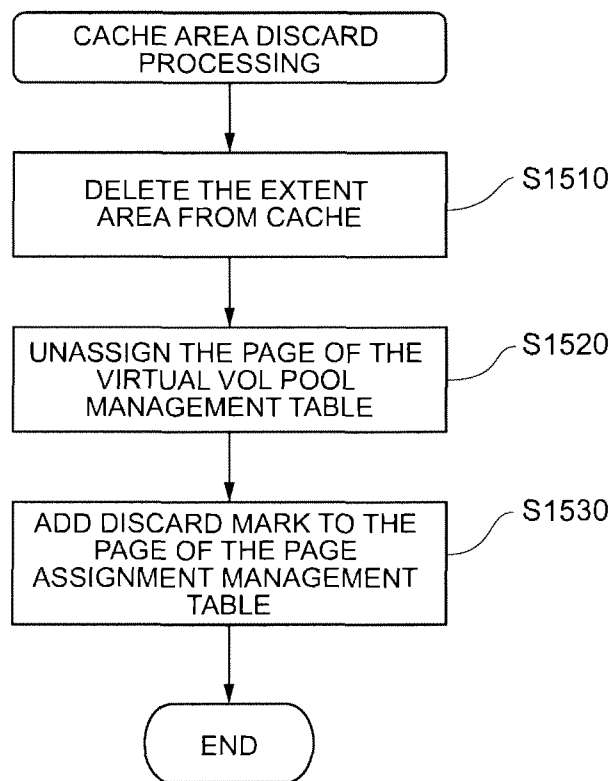 CACHE AREA DISCARD
PROCESSING
DELETE THE EXTENT
AREA FROM CACHE
S1510
UNASSIGN THE PAGE OF THE
VIRTUAL VOL POOL
MANAGEMENT TABLE
S1520
ADD DISCARD MARK TO THE
PAGE OF THE PAGE
ASSIGNMENT MANAGEMENT
TABLE
S1530
END